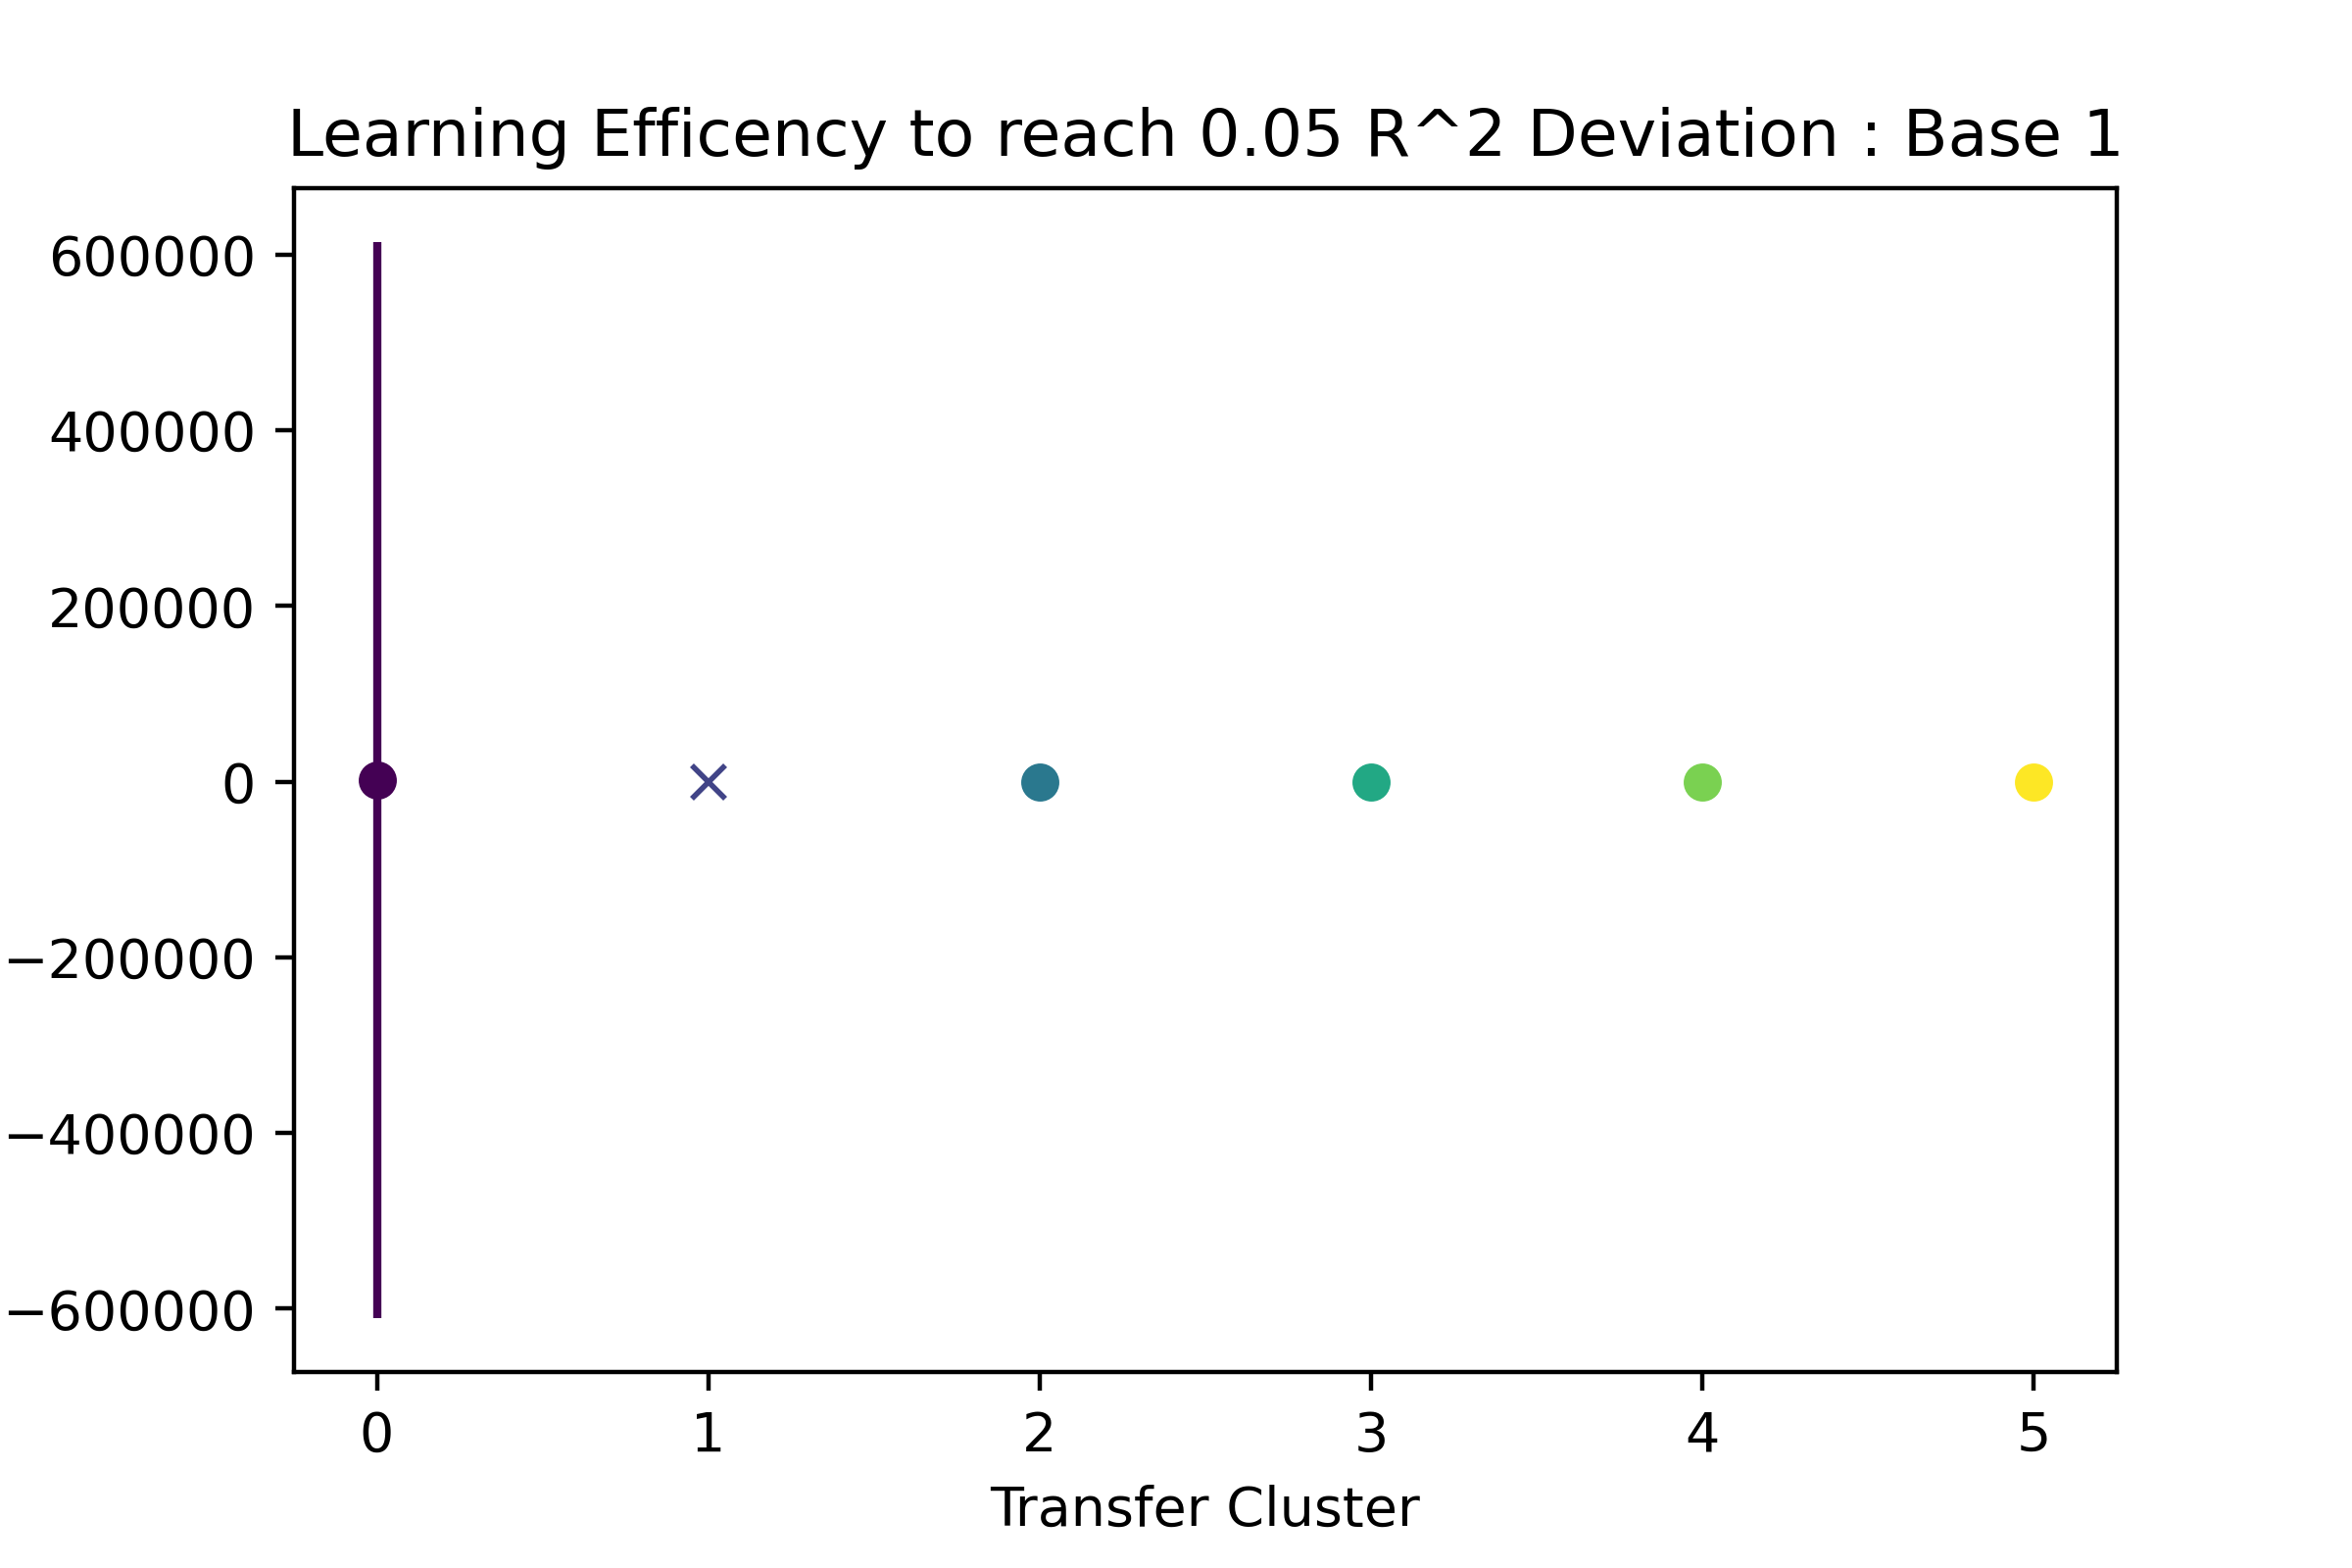 Learning Efficency to reach 0.05 R^2 Deviation : Base 1
600000
400000
200000
0
−200000
−400000
−600000
0 1 2 3 4 5
Transfer Cluster